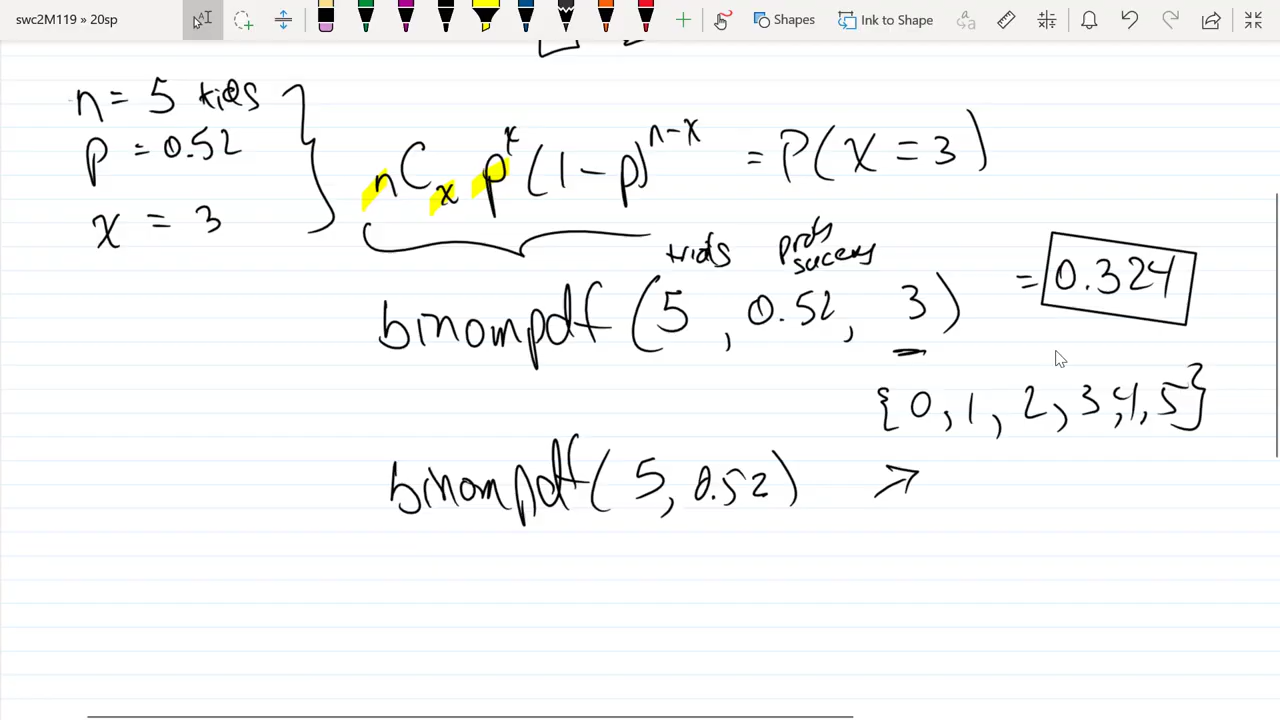 swc2M119 » 20sp
Shapes
Ink to Shape
n = 5 kids
p = 0.52
x = 3
nCx p^x (1-p)^n-x = P(X = 3)
trials prob success
binompdf (5, 0.52, 3) = 0.324
{0, 1, 2, 3, 4, 5}
binompdf (5, 0.52) →